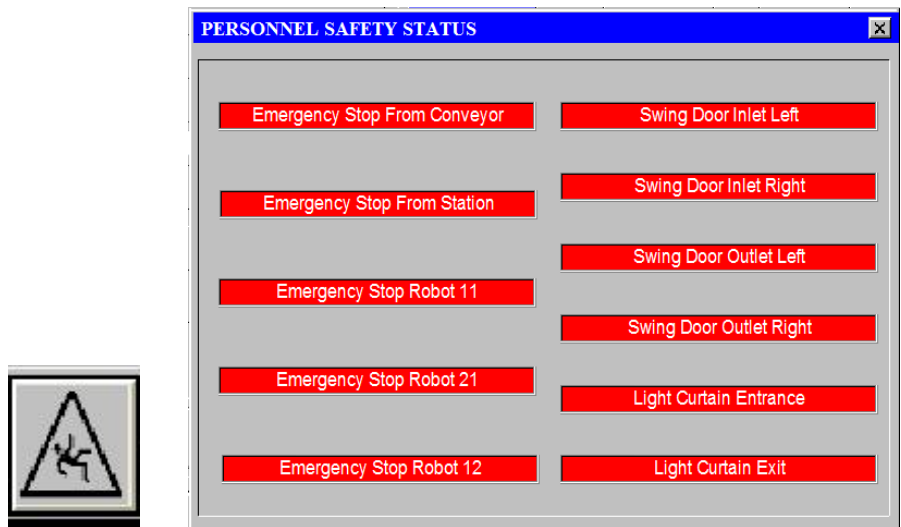 PERSONNEL SAFETY STATUS
Emergency Stop From Conveyor
Emergency Stop From Station
Emergency Stop Robot 11
Emergency Stop Robot 21
Emergency Stop Robot 12
Swing Door Inlet Left
Swing Door Inlet Right
Swing Door Outlet Left
Swing Door Outlet Right
Light Curtain Entrance
Light Curtain Exit